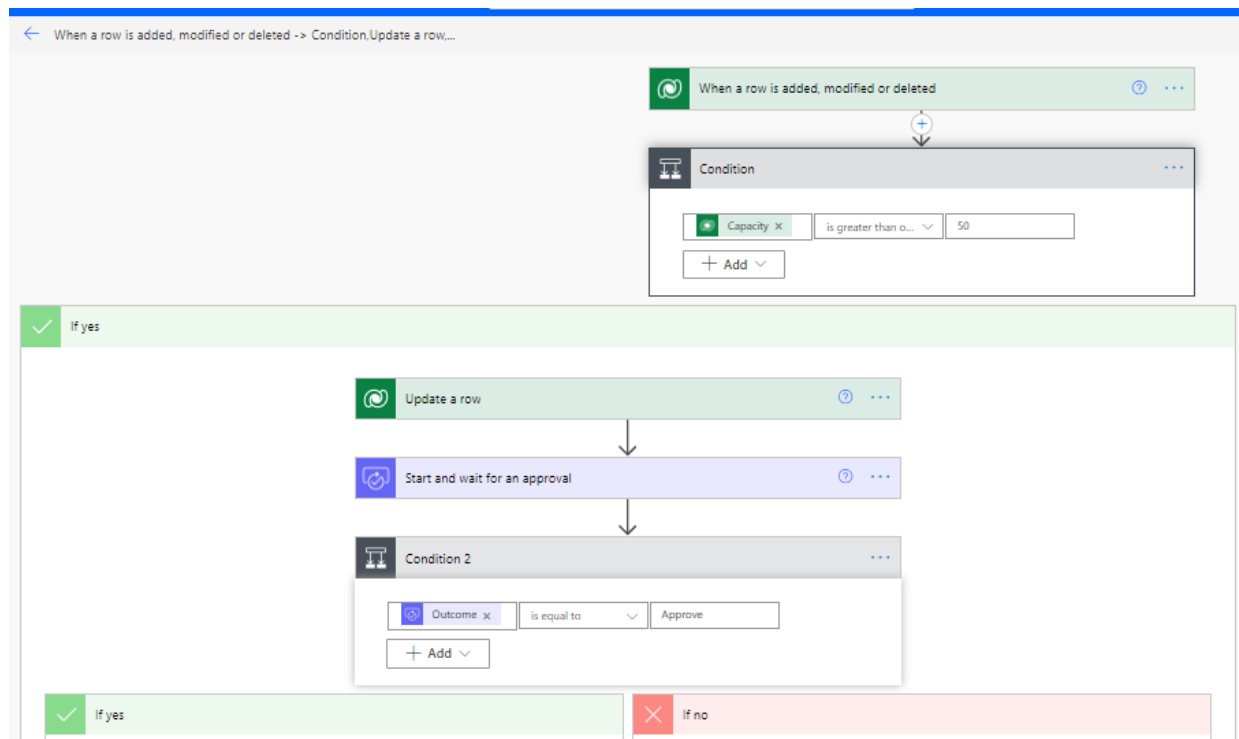 When a row is added, modified or deleted -> Condition,Update a row,...
When a row is added, modified or deleted
Condition
Capacity is greater than o... 50
+ Add
If yes
Update a row
Start and wait for an approval
Condition 2
Outcome is equal to Approve
+ Add
If yes If no